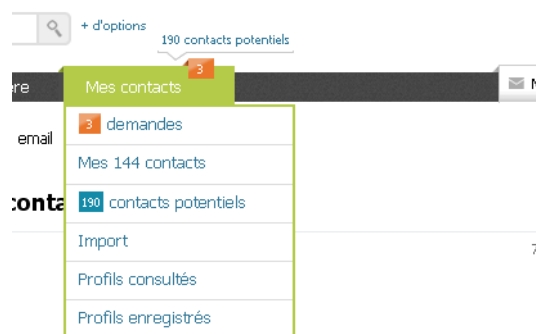 + d'options
190 contacts potentiels
3
ere
Mes contacts
3 demandes
email
Mes 144 contacts
190 contacts potentiels
conta
Import
Profils consultés
Profils enregistrés